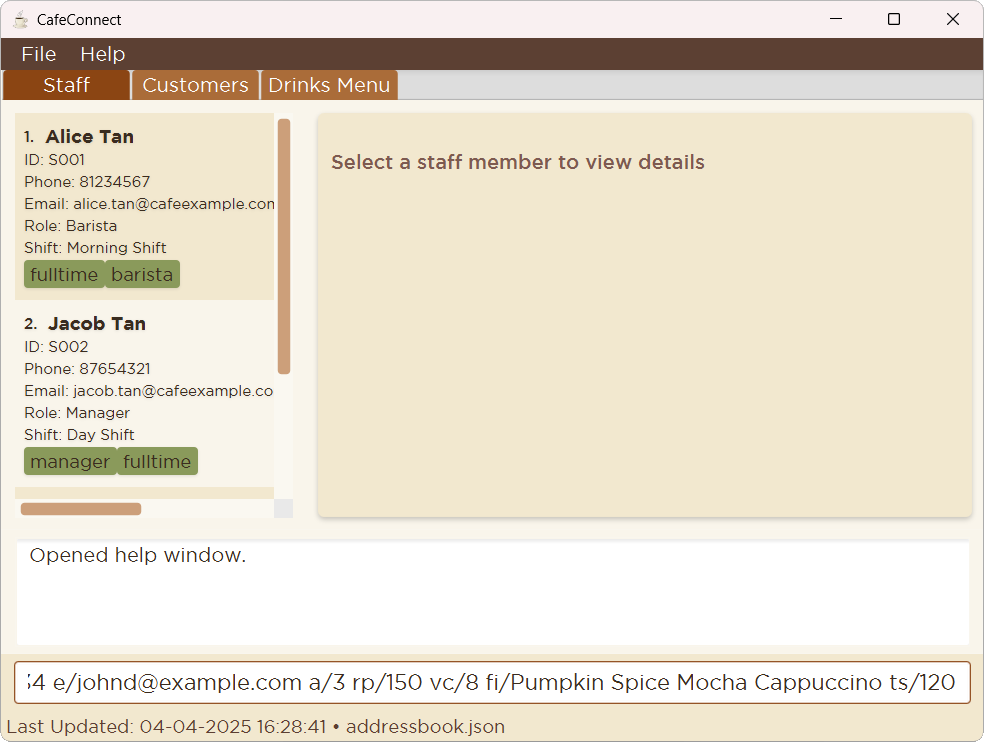 CafeConnect
File Help
Staff Customers Drinks Menu
1. Alice Tan
ID: S001
Phone: 81234567
Email: alice.tan@cafeexample.com
Role: Barista
Shift: Morning Shift
fulltime barista
2. Jacob Tan
ID: S002
Phone: 87654321
Email: jacob.tan@cafeexample.co
Role: Manager
Shift: Day Shift
manager fulltime
Select a staff member to view details
Opened help window.
4 e/johnd@example.com a/3 rp/150 vc/8 fi/Pumpkin Spice Mocha Cappuccino ts/120
Last Updated: 04-04-2025 16:28:41 • addressbook.json